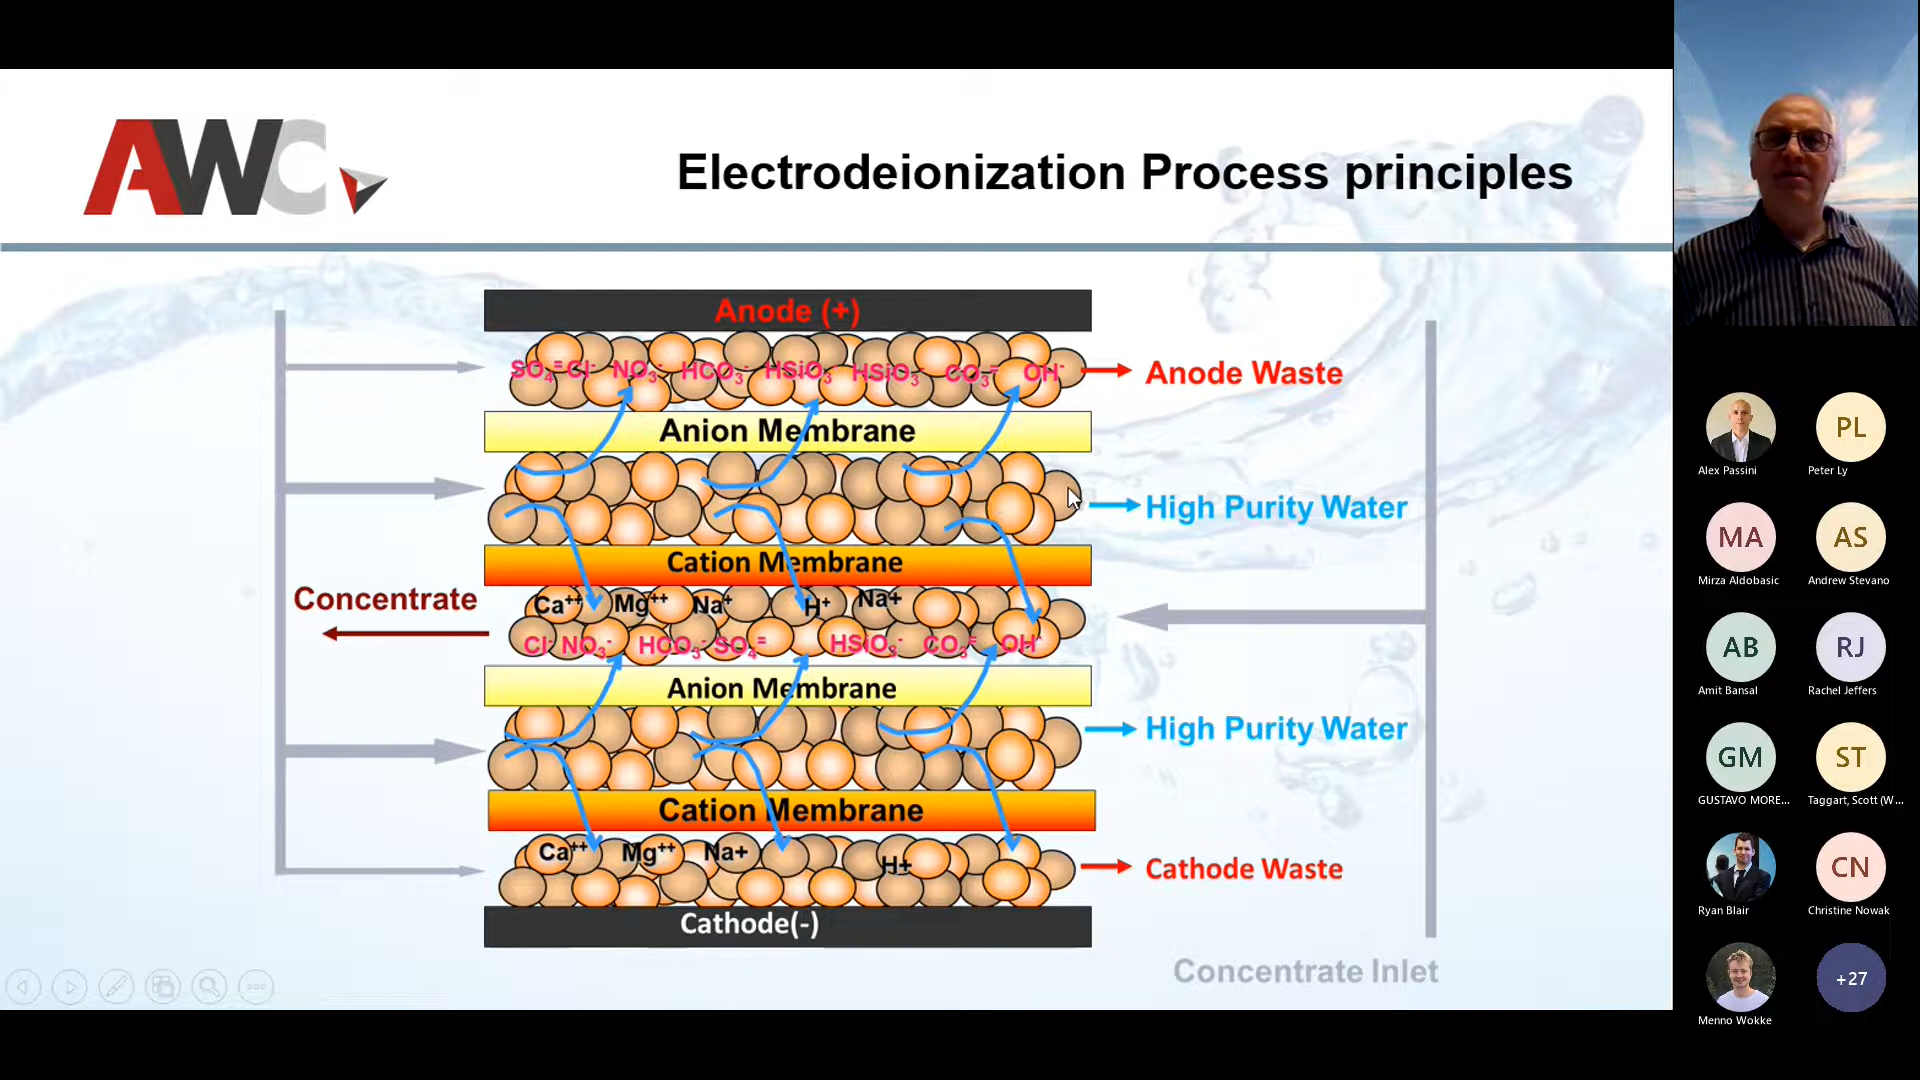 AWC
Electrodeionization Process principles
Anode (+)
SO₄⁼ Cl⁻ NO₃⁻ HCO₃⁻ HSiO₃⁻ HSiO₃⁻ CO₃⁼ OH⁻
Anode Waste
Anion Membrane
High Purity Water
Cation Membrane
Concentrate
Ca⁺⁺ Mg⁺⁺ Na⁺ H⁺ Na+
Cl⁻ NO₃⁻ HCO₃⁻ SO₄⁼ HSiO₃⁻ CO₃⁼ OH⁻
Anion Membrane
High Purity Water
Cation Membrane
Ca⁺⁺ Mg⁺⁺ Na+ H+
Cathode Waste
Cathode(-)
Concentrate Inlet
Alex Passini
PL
Peter Ly
MA
Mirza Aldobasic
AS
Andrew Stevano
AB
Amit Bansal
RJ
Rachel Jeffers
GM
GUSTAVO MORE...
ST
Taggart, Scott (W...
Ryan Blair
CN
Christine Nowak
Menno Wokke
+27